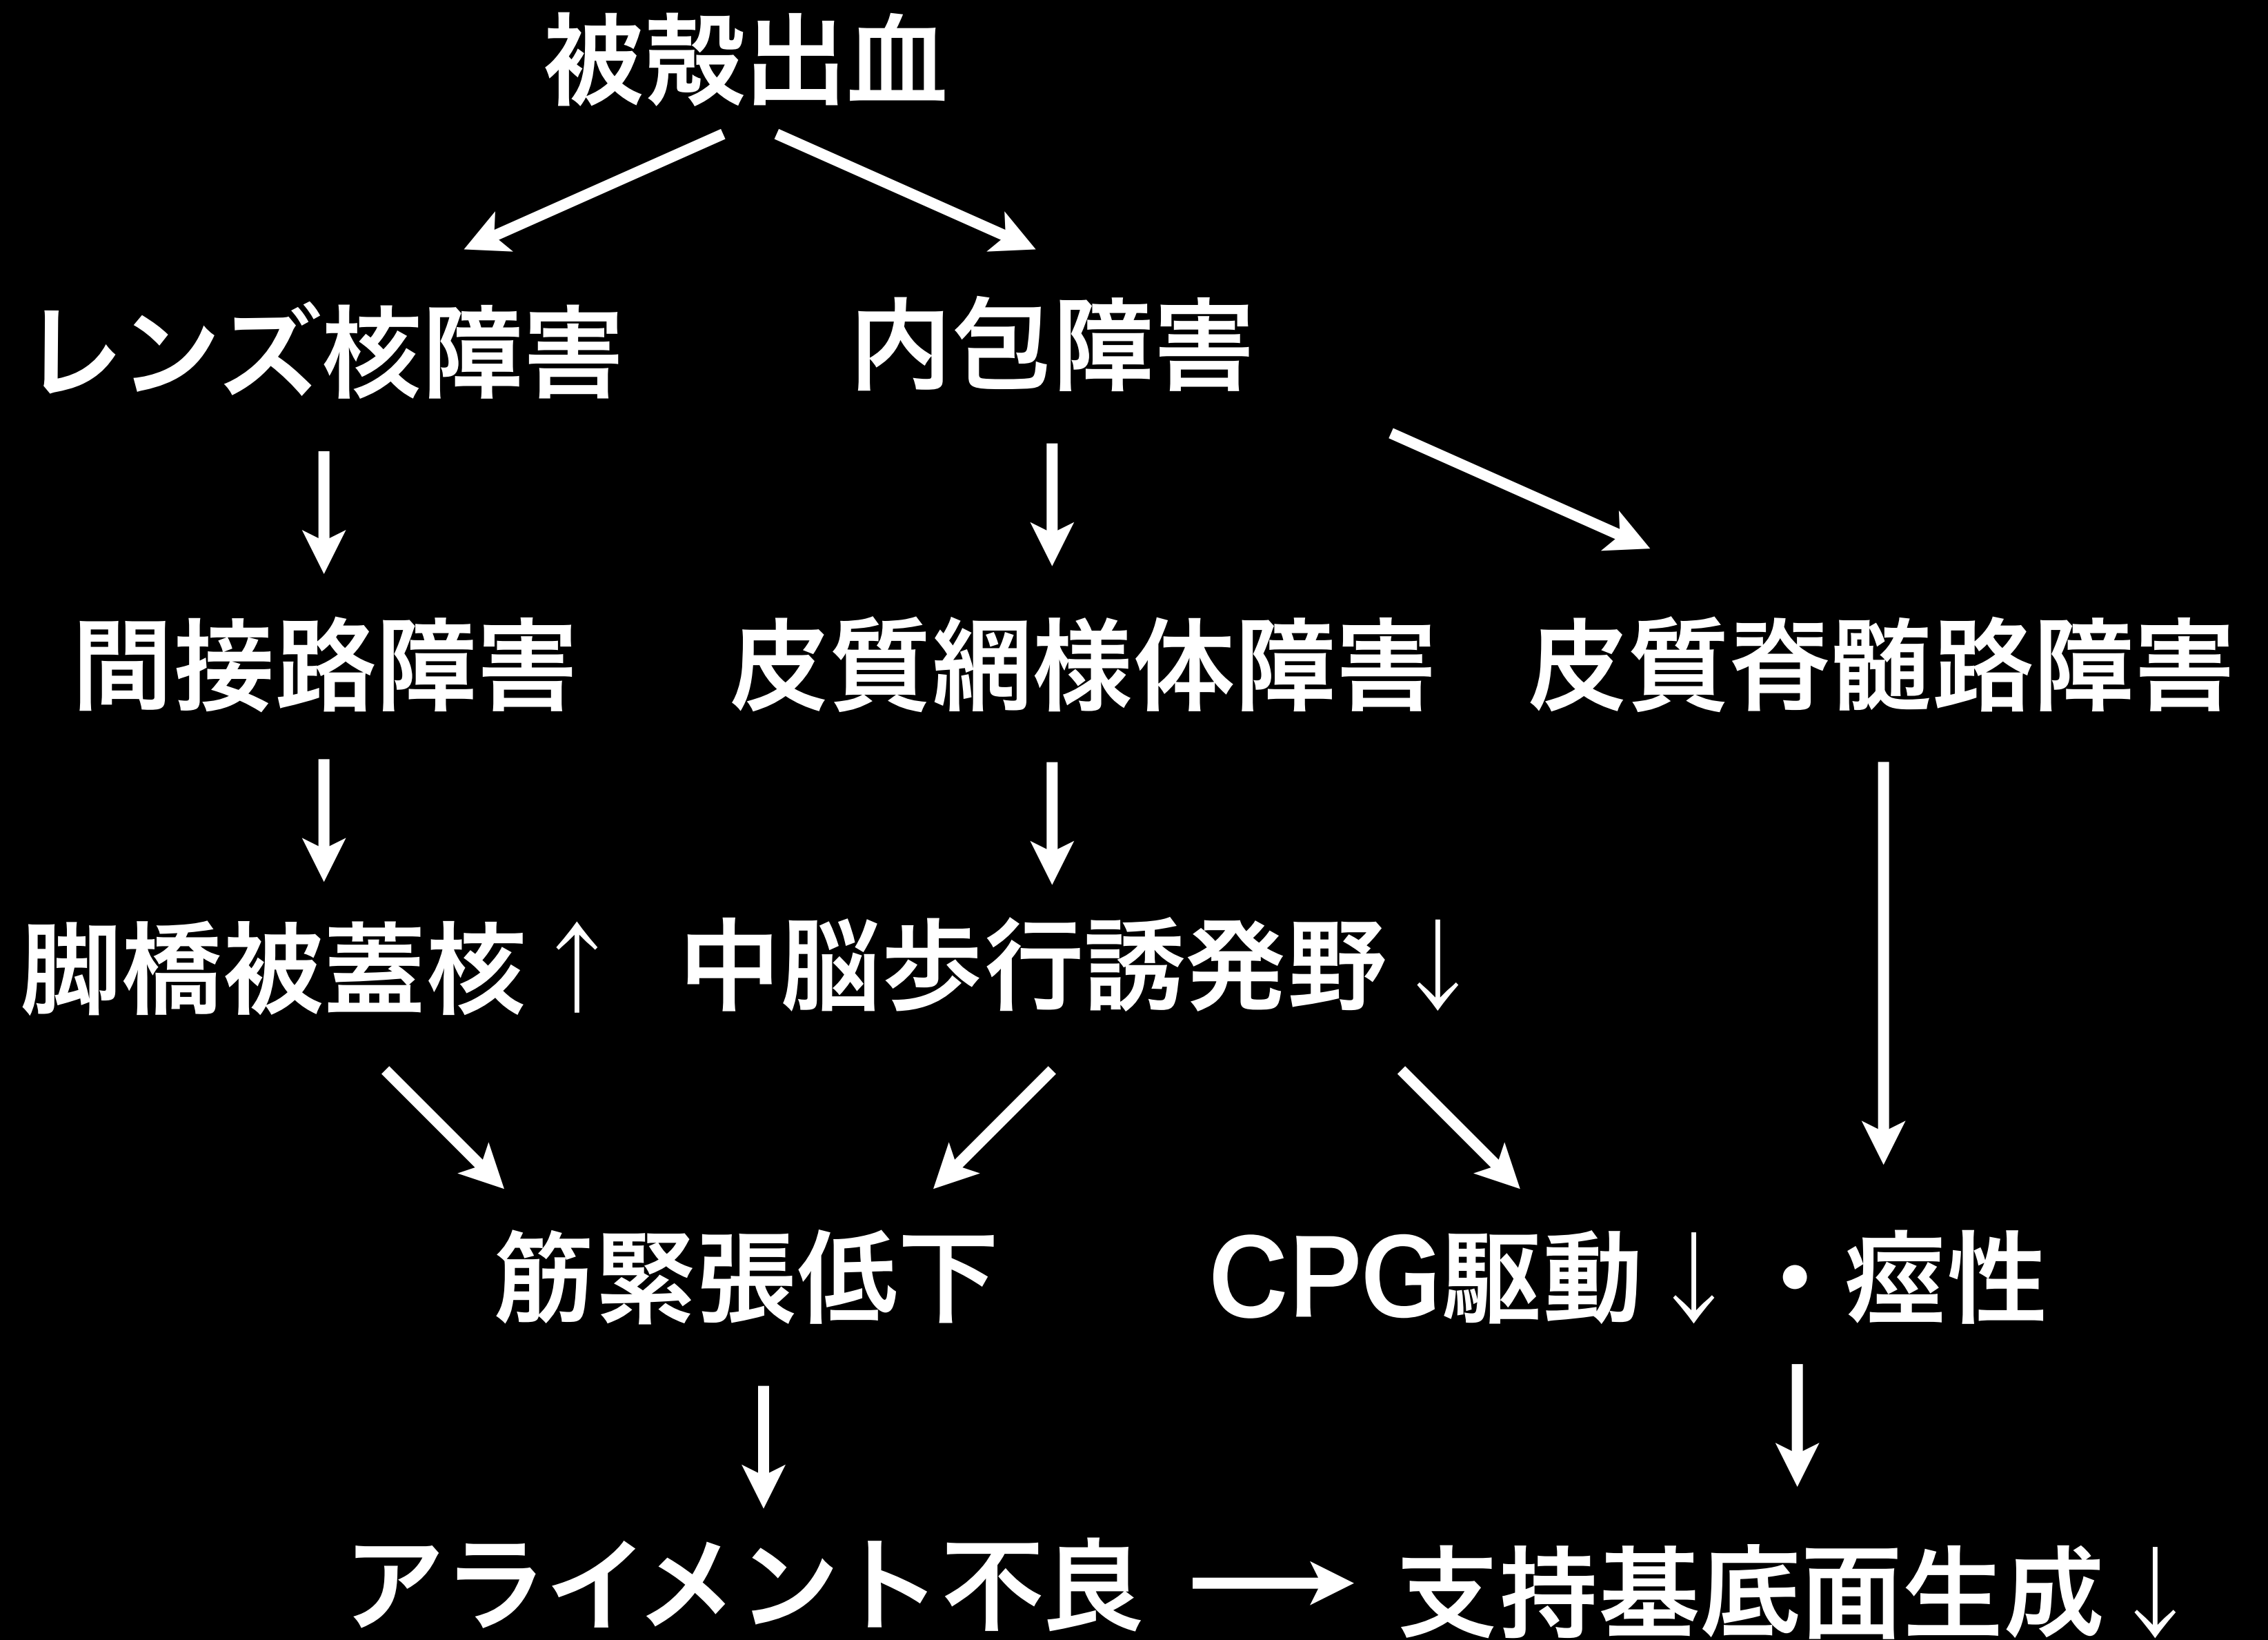 被殻出血
レンズ核障害 内包障害
間接路障害 皮質網様体障害 皮質脊髄路障害
脚橋被蓋核↑ 中脳歩行誘発野↓
筋緊張低下 CPG駆動↓・痙性
アライメント不良 → 支持基底面生成↓